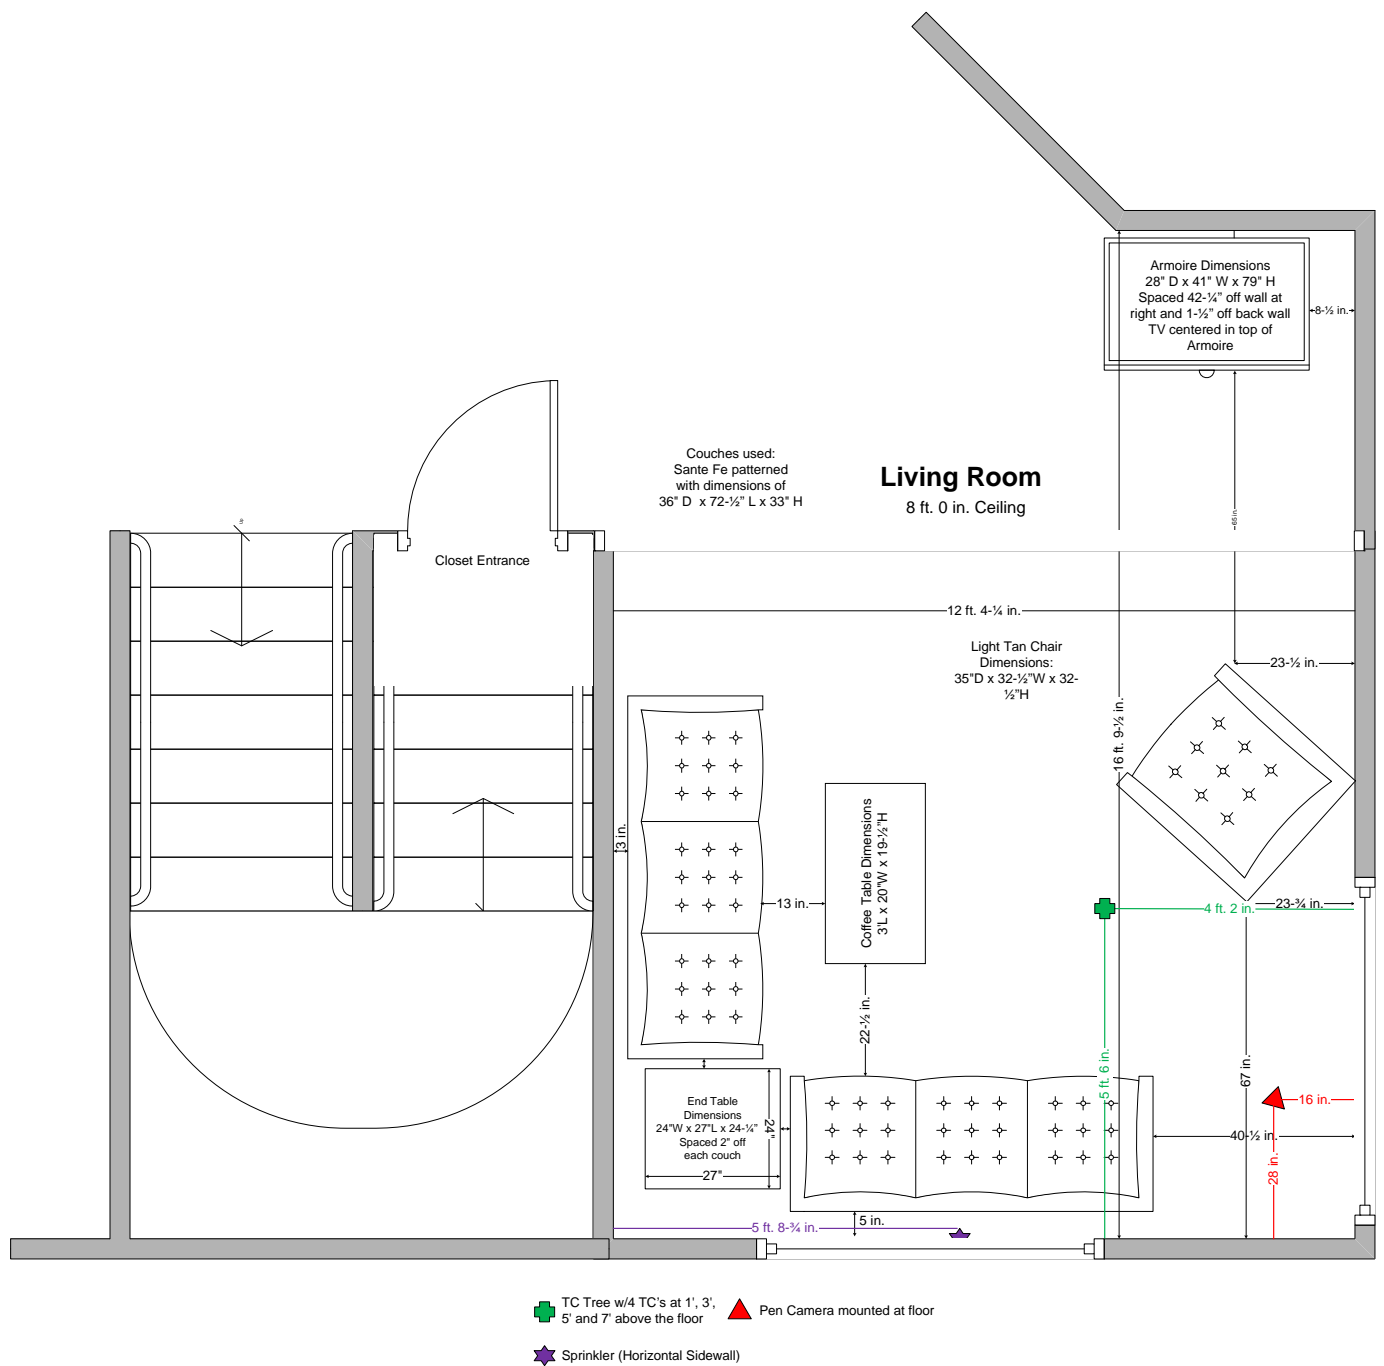 Armoire Dimensions
28" D x 41" W x 79" H
Spaced 42-¼” off wall at
right and 1-½” off back wall
TV centered in top of
Armoire
8-½ in.
Couches used:
Sante Fe patterned
with dimensions of
36" D x 72-½” L x 33" H
Living Room
8 ft. 0 in. Ceiling
65 in.
Closet Entrance
12 ft. 4-¼ in.
Light Tan Chair
Dimensions:
35"D x 32-½”W x 32-
½”H
23-½ in.
16 ft. 9-½ in.
3 in.
Coffee Table Dimensions
3'L x 20"W x 19-½”H
13 in.
23-¾ in.
4 ft. 2 in.
22-½ in.
5 ft. 6 in.
67 in.
End Table
Dimensions
24"W x 27"L x 24-¼”
Spaced 2" off
each couch
24"
27"
16 in.
40-½ in.
28 in.
5 ft. 8-¾ in.
5 in.
TC Tree w/4 TC's at 1', 3',
5' and 7' above the floor
Pen Camera mounted at floor
Sprinkler (Horizontal Sidewall)